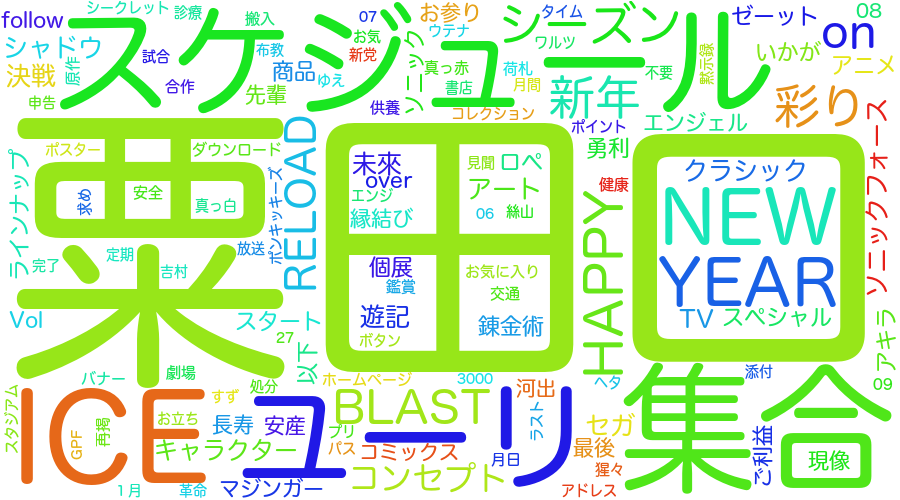 シークレット
診療
搬入
07
お参り
タイム
ゼーット
08
follow
スケジュール
シーズン
on
ウテナ
お気
ワルツ
シャドウ
原作
試合
布教
新党
ソニック
黙示録
いかが
アニメ
決戦
合作
商品
ゆえ
真っ赤
荷札
月間
不要
申告
先輩
書店
新年
彩り
供養
コレクション
ポイント
エンジェル
粟田口
ポスター
ダウンロード
RELOAD
未來
見聞
口ペ
勇利
クラシック
ソニックフォース
over
アート
健康
NEW
求め
安全
真っ白
ポンキッキーズ
エンジ
縁結び
06
絲山
HAPPY
ラインナップ
定期
放送
完了
吉村
個展
お気に入り
YEAR
鑑賞
交通
Vol
スタート
遊記
錬金術
TV
スペシャル
27
ボタン
以下
アキラ
バナー
劇場
処分
ホームページ
3000
河出
ヘタ
添付
09
スタジアム
ICE
すず
ユーリ
BLAST
集合
GPF
再掲
お立ち
長寿
安産
プリ
ラスト
セガ
キャラクター
パス
コミックス
最後
ご利益
現像
1月
革命
マジンガー
コンセプト
月日
猩々
アドレス